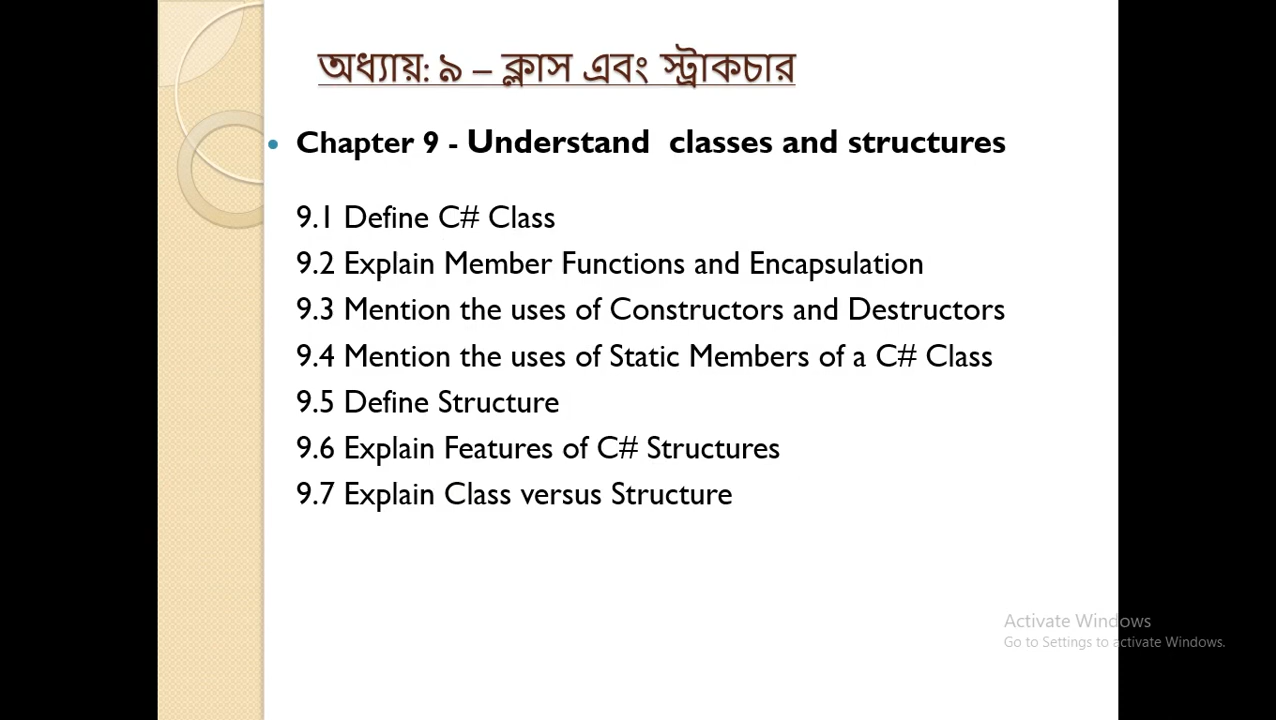 অধ্যায়: ৯ – ক্লাস এবং স্ট্রাকচার
• Chapter 9 - Understand classes and structures
9.1 Define C# Class
9.2 Explain Member Functions and Encapsulation
9.3 Mention the uses of Constructors and Destructors
9.4 Mention the uses of Static Members of a C# Class
9.5 Define Structure
9.6 Explain Features of C# Structures
9.7 Explain Class versus Structure
Activate Windows
Go to Settings to activate Windows.